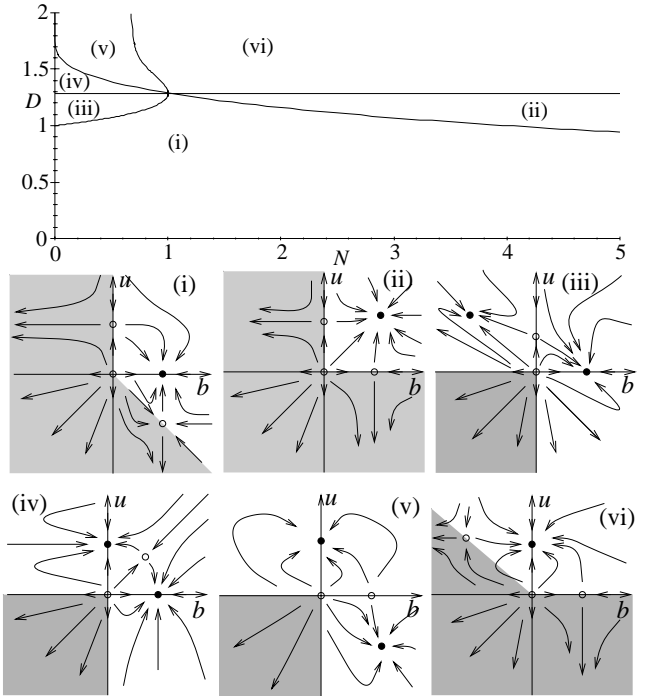 2
(v)
(vi)
1.5
(iv)
D
(iii)
(ii)
1
(i)
0.5
0
0 1 2 N 3 4 5
u (i) u (ii) u (iii)
b b b
(iv) u u (v) u (vi)
b b b